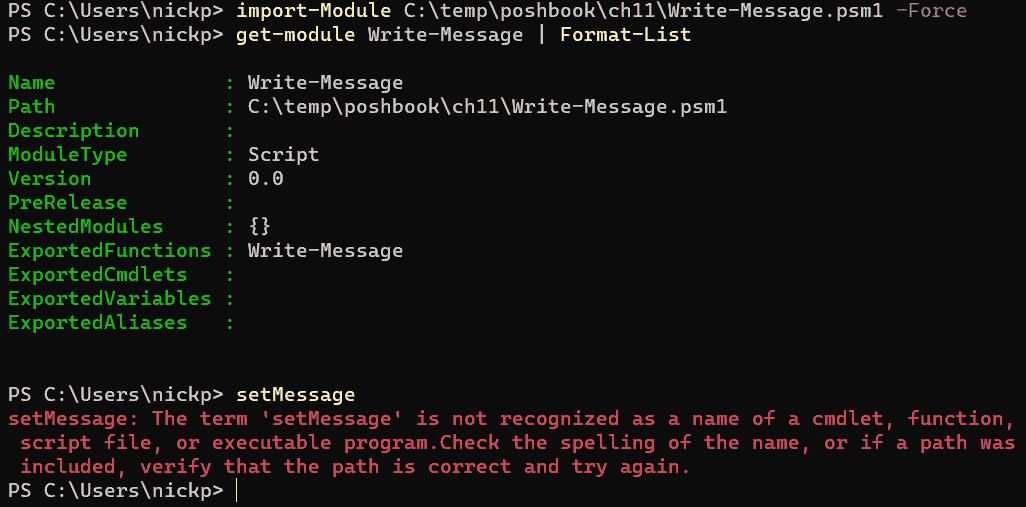 PS C:\Users\nickp> import-Module C:\temp\poshbook\ch11\Write-Message.psm1 -Force
PS C:\Users\nickp> get-module Write-Message | Format-List
Name              : Write-Message
Path              : C:\temp\poshbook\ch11\Write-Message.psm1
Description       :
ModuleType        : Script
Version           : 0.0
PreRelease        :
NestedModules     : {}
ExportedFunctions : Write-Message
ExportedCmdlets   :
ExportedVariables :
ExportedAliases   :
PS C:\Users\nickp> setMessage
setMessage: The term 'setMessage' is not recognized as a name of a cmdlet, function,
 script file, or executable program.Check the spelling of the name, or if a path was
 included, verify that the path is correct and try again.
PS C:\Users\nickp>